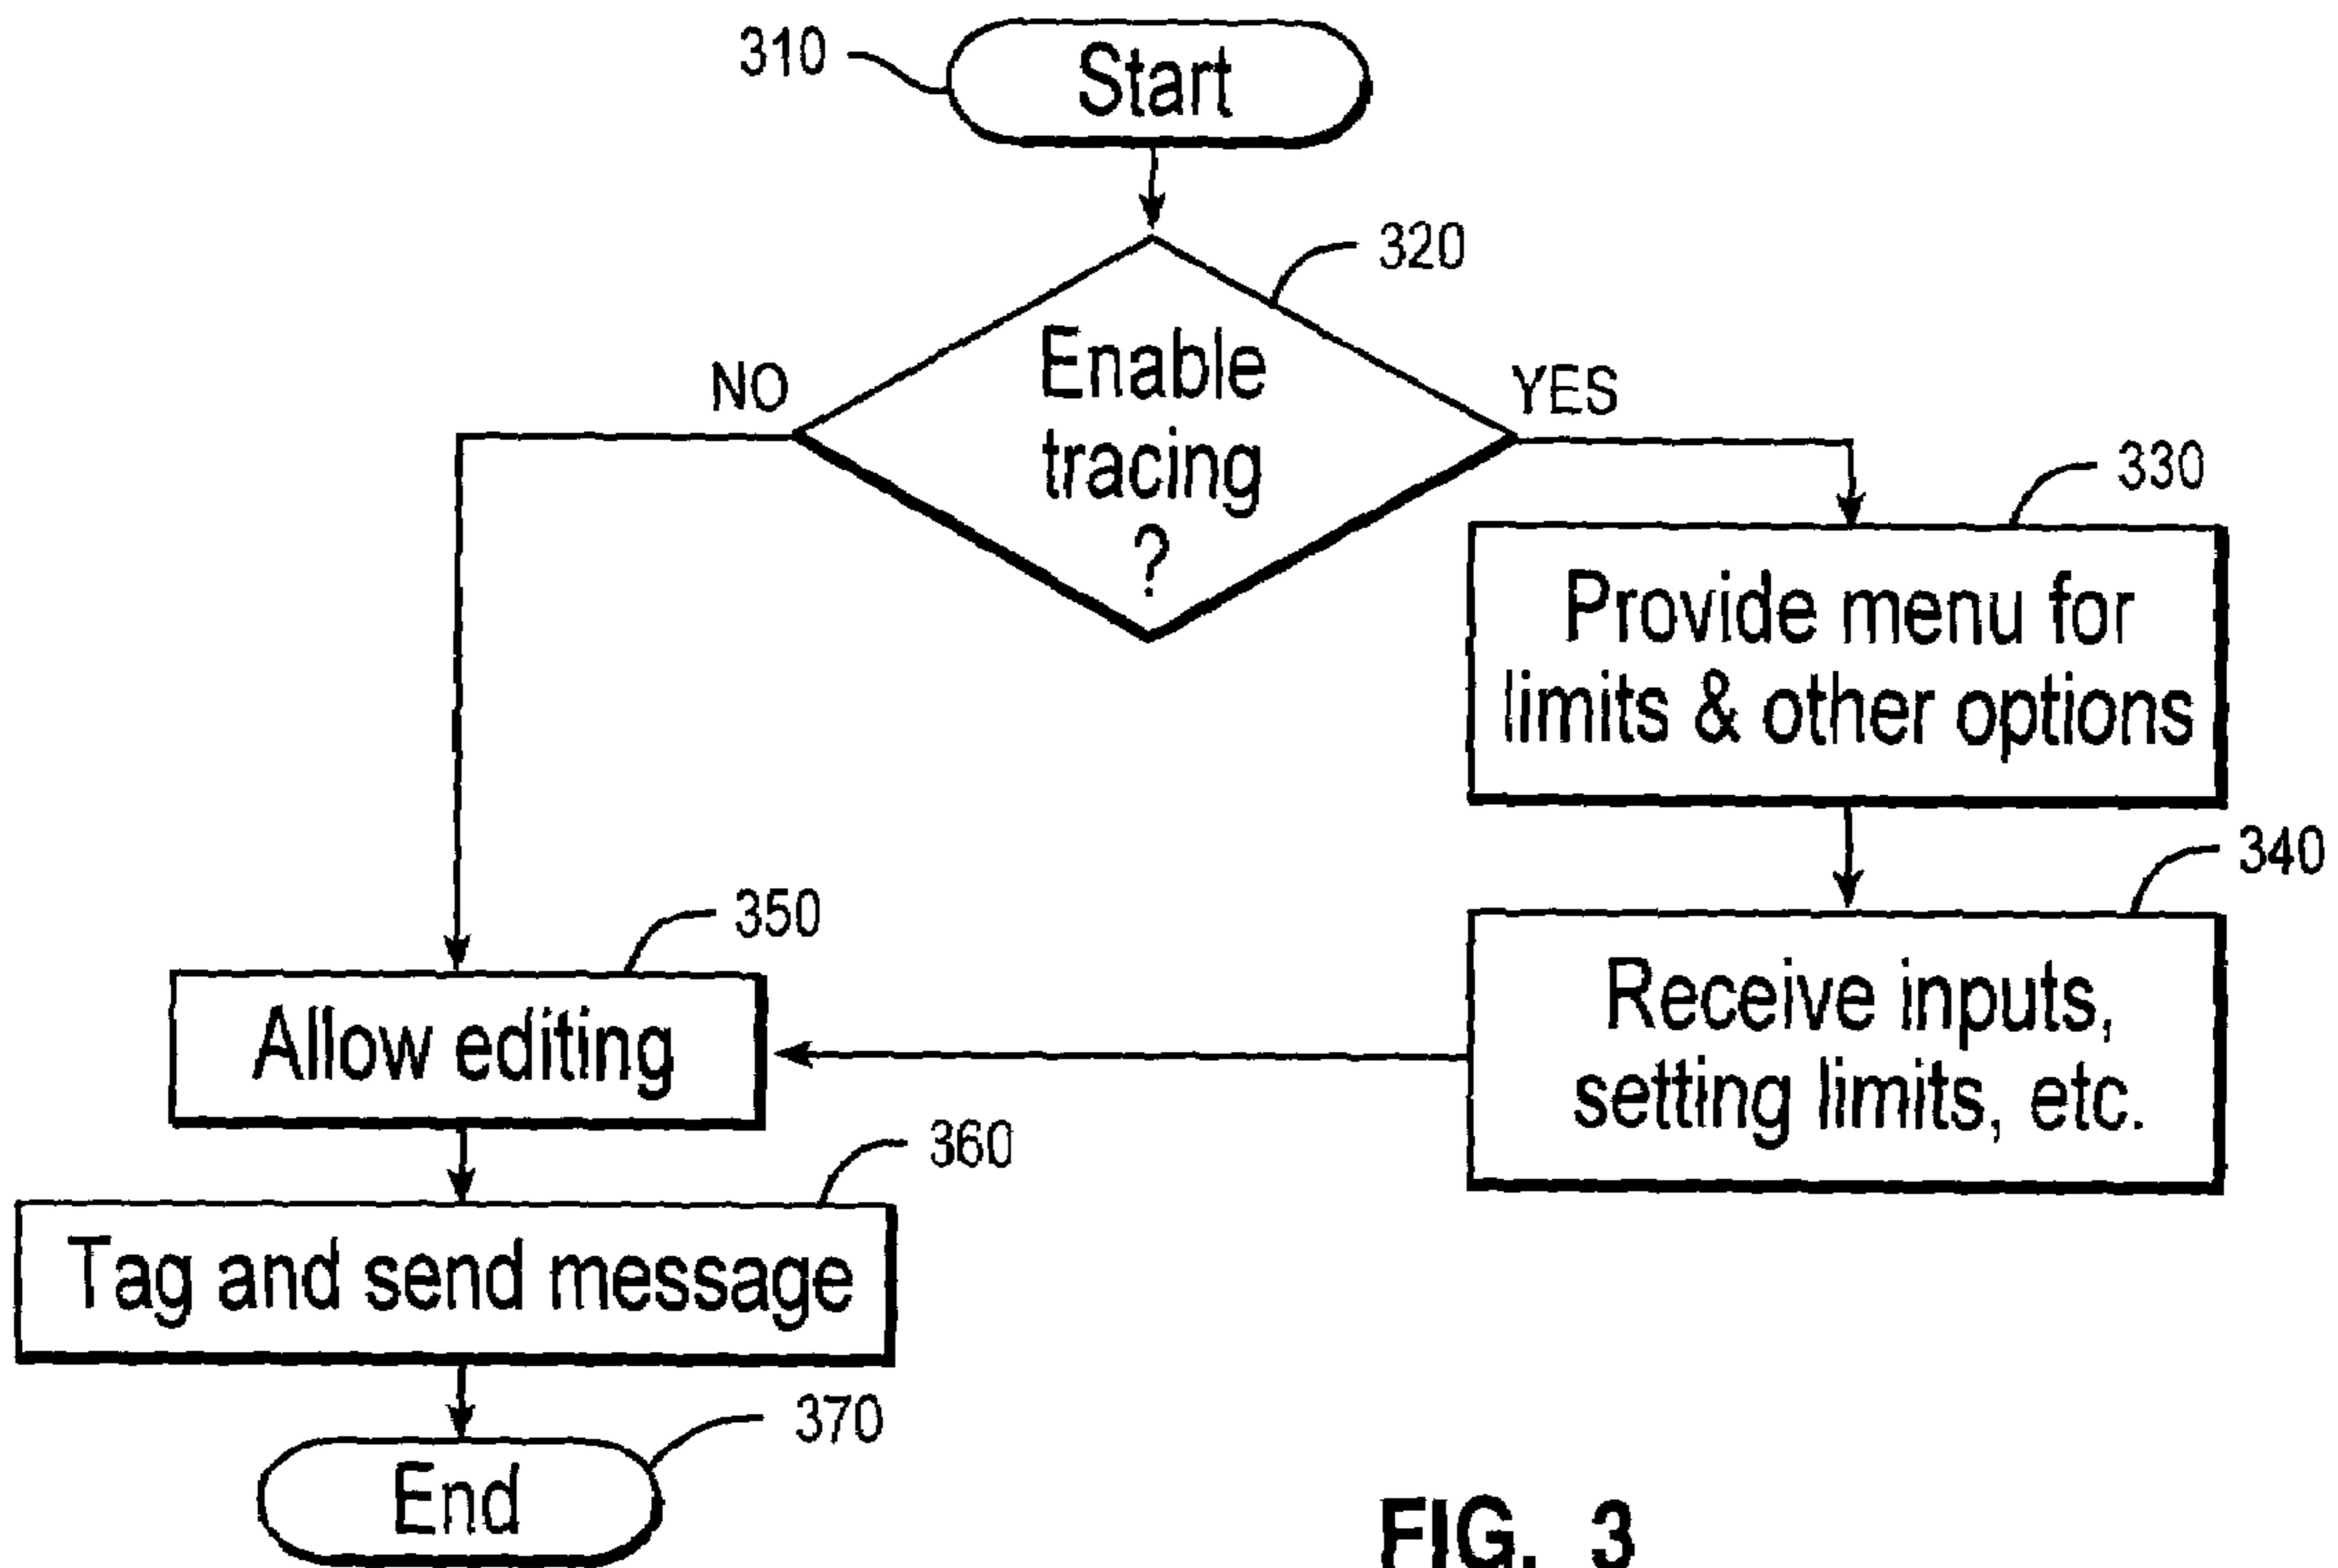 310
Start
320
Enable
tracing
?
NO
YES
330
Provide menu for
limits & other options
340
Receive inputs,
setting limits, etc.
350
Allow editing
360
Tag and send message
370
End
FIG. 3